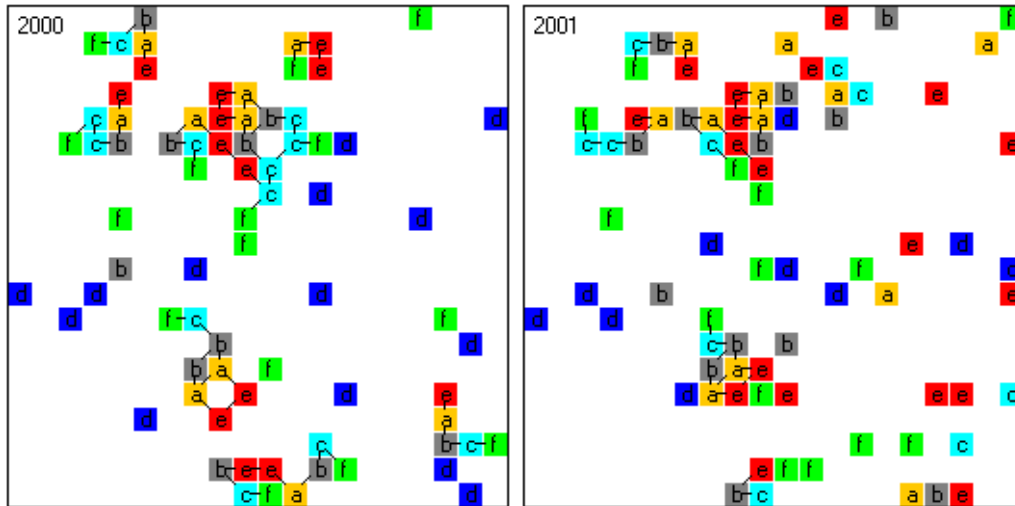 2000
b f
f c a a e
e f e
e e a
c a a e a b c d
f c b b c e b c f d
f e c
c d
f f d
f
b d
d d d
d f c f
b d
b a f
a e d e
d e a
c b c f
b e e b f d
c f a d
2001
e b f
c b a a a
f e e c
e a b a c e
f e a b a e a d b
c c b c e b e
f e
f
f
d e d
f d f d
d b d a e
d d f
c b b
b a e
d a e f e e e c
f f c
e f f
b c a b e